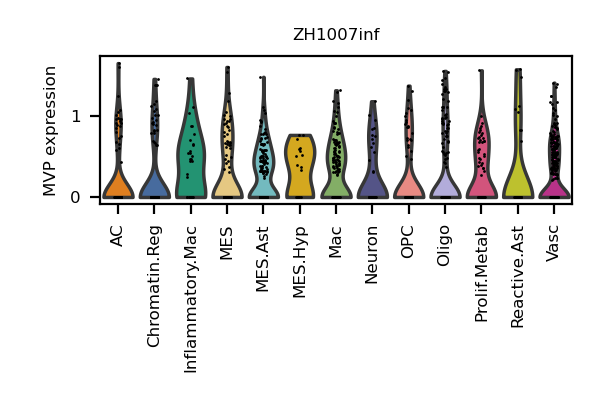 ZH1007inf
MVP expression
1
0
AC
Chromatin.Reg
Inflammatory.Mac
MES
MES.Ast
MES.Hyp
Mac
Neuron
OPC
Oligo
Prolif.Metab
Reactive.Ast
Vasc